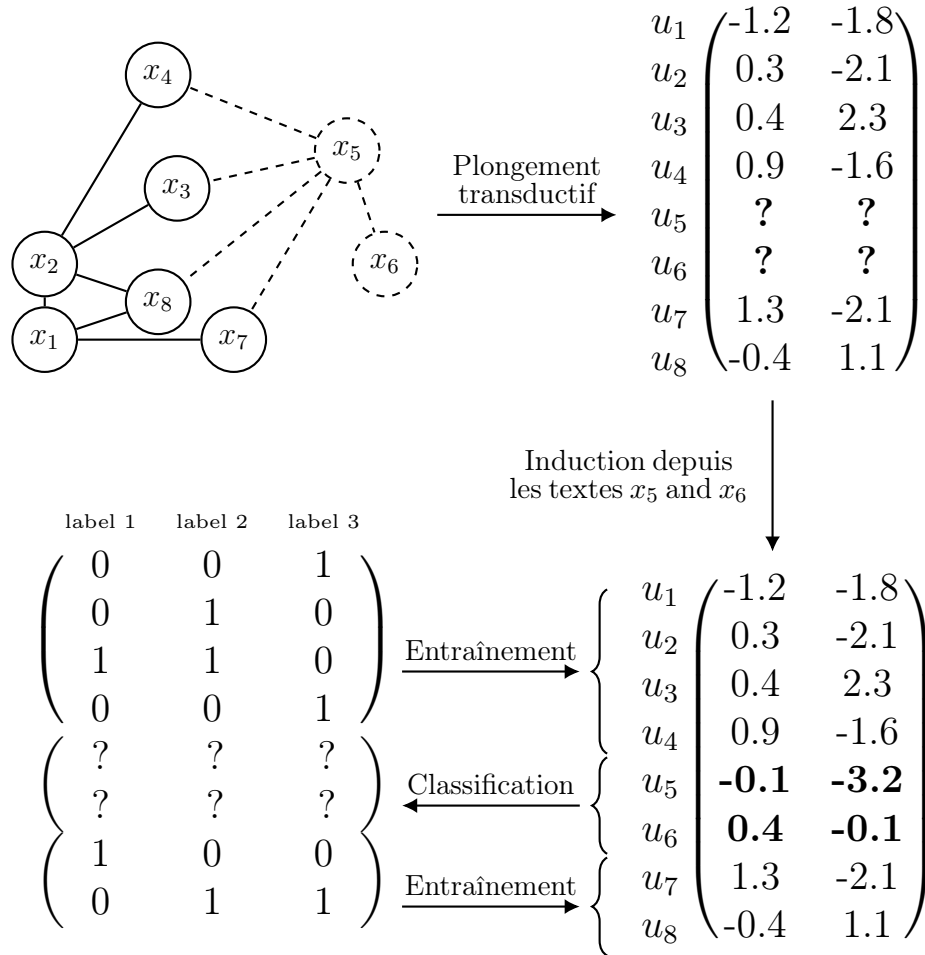 x4
x5
x3
x2
x6
x8
x1
x7
Plongement
transductif
u1 -1.2 -1.8
u2 0.3 -2.1
u3 0.4 2.3
u4 0.9 -1.6
u5 ? ?
u6 ? ?
u7 1.3 -2.1
u8 -0.4 1.1
Induction depuis
les textes x5 and x6
label 1 label 2 label 3
0 0 1
0 1 0
1 1 0
0 0 1
? ? ?
? ? ?
1 0 0
0 1 1
Entraînement
Classification
Entraînement
u1 -1.2 -1.8
u2 0.3 -2.1
u3 0.4 2.3
u4 0.9 -1.6
u5 -0.1 -3.2
u6 0.4 -0.1
u7 1.3 -2.1
u8 -0.4 1.1